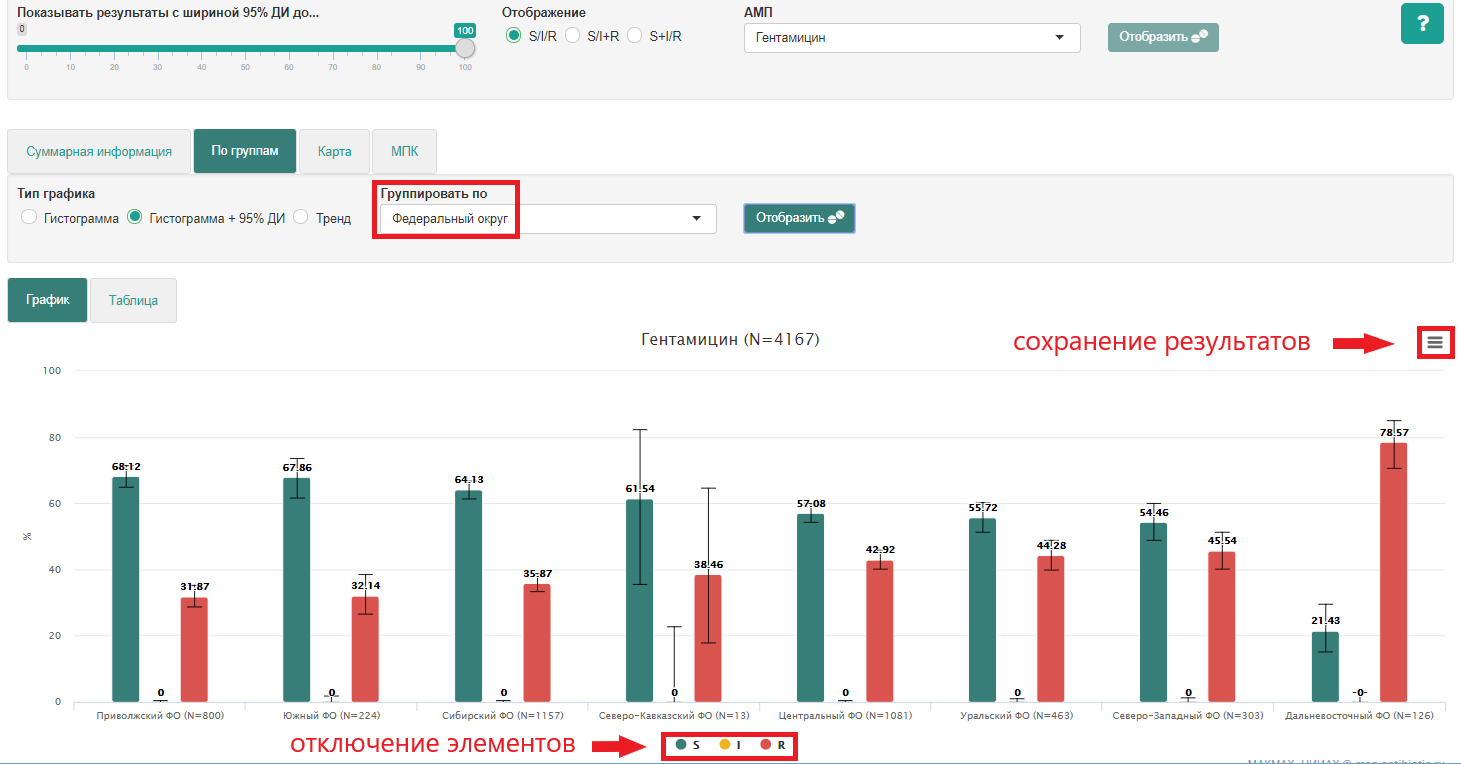 Показывать результаты с шириной 95% ДИ до...
0
100
0 10 20 30 40 50 60 70 80 90 100
Отображение
S/I/R S/I+R S+I/R
АМП
Гентамицин
Отобразить
?
Суммарная информация По группам Карта МПК
Тип графика
Гистограмма Гистограмма + 95% ДИ Тренд
Группировать по
Федеральный округ
Отобразить
График Таблица
Гентамицин (N=4167)
сохранение результатов
100
80
60
40
20
0
%
68.12 0 31.87
67.86 0 32.14
64.13 0 35.87
61.54 0 38.46
57.08 0 42.92
55.72 0 44.28
54.46 0 45.54
21.43 0 78.57
Приволжский ФО (N=800) Южный ФО (N=224) Сибирский ФО (N=1157) Северо-Кавказский ФО (N=13) Центральный ФО (N=1081) Уральский ФО (N=463) Северо-Западный ФО (N=303) Дальневосточный ФО (N=126)
отключение элементов
S I R